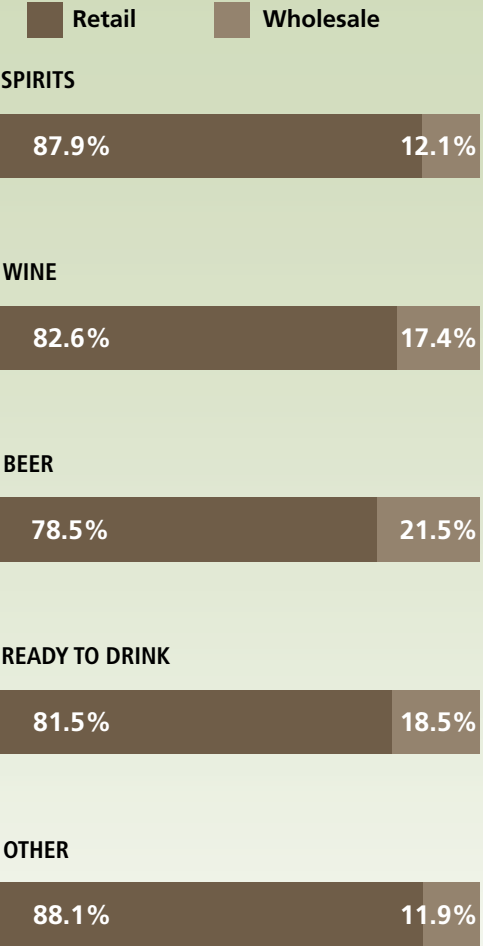 Retail Wholesale
SPIRITS
87.9% 12.1%
WINE
82.6% 17.4%
BEER
78.5% 21.5%
READY TO DRINK
81.5% 18.5%
OTHER
88.1% 11.9%